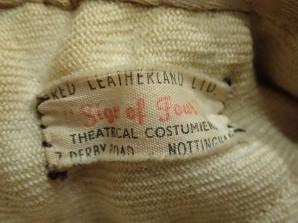 FRED LEATHERLAND LTD.
"Sign of Four"
THEATRICAL COSTUMIER
7 DERBY ROAD NOTTINGHAM